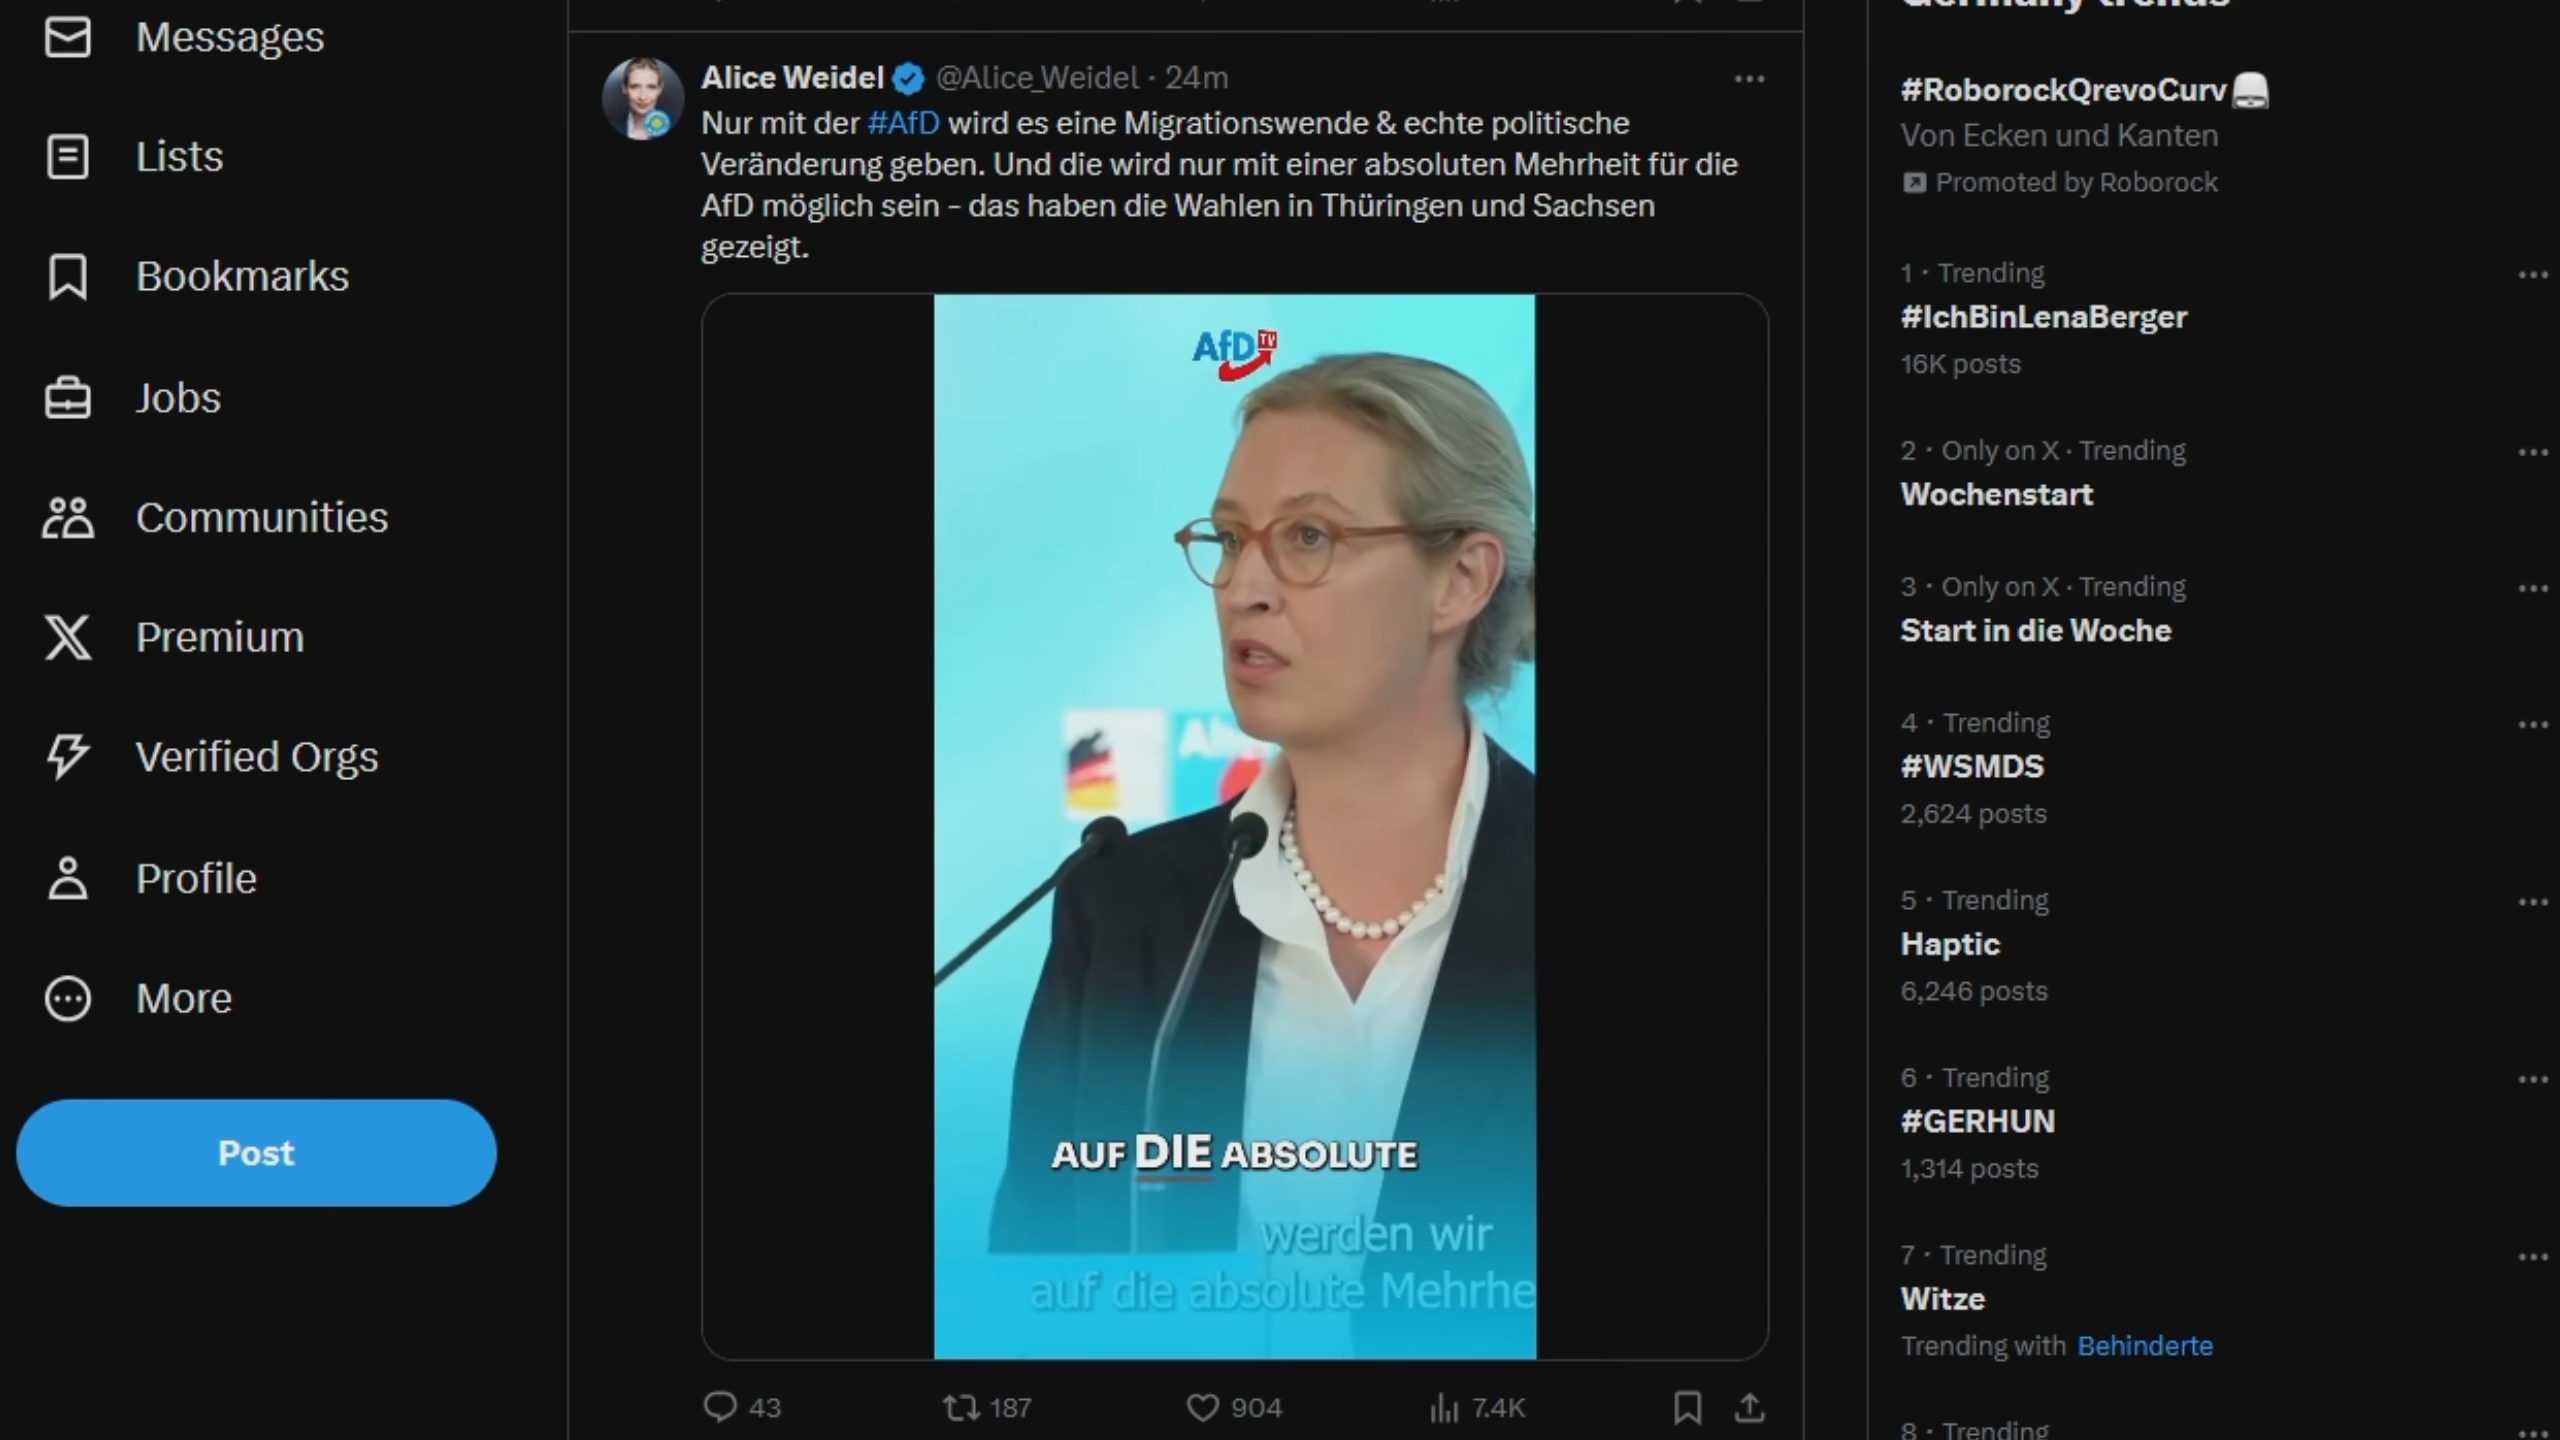 Messages
Lists
Bookmarks
Jobs
Communities
Premium
Verified Orgs
Profile
More
Post
Alice Weidel @Alice_Weidel · 24m
Nur mit der #AfD wird es eine Migrationswende & echte politische
Veränderung geben. Und die wird nur mit einer absoluten Mehrheit für die
AfD möglich sein – das haben die Wahlen in Thüringen und Sachsen
gezeigt.
AfD TV
AUF DIE ABSOLUTE
werden wir
auf die absolute Mehrhe
43 187 904 7.4K
Germany trends
#RoborockQrevoCurv
Von Ecken und Kanten
Promoted by Roborock
1 · Trending
#IchBinLenaBerger
16K posts
2 · Only on X · Trending
Wochenstart
3 · Only on X · Trending
Start in die Woche
4 · Trending
#WSMDS
2,624 posts
5 · Trending
Haptic
6,246 posts
6 · Trending
#GERHUN
1,314 posts
7 · Trending
Witze
Trending with Behinderte
8 · Trending